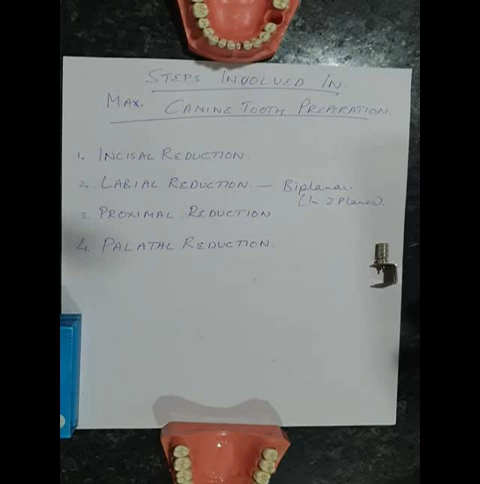 STEPS INVOLVED IN
MAX. CANINE TOOTH PREPARATION.
1. INCISAL REDUCTION
2. LABIAL REDUCTION. — Biplanar.
(In 2 Planes).
3. PROXIMAL REDUCTION
4. PALATAL REDUCTION.